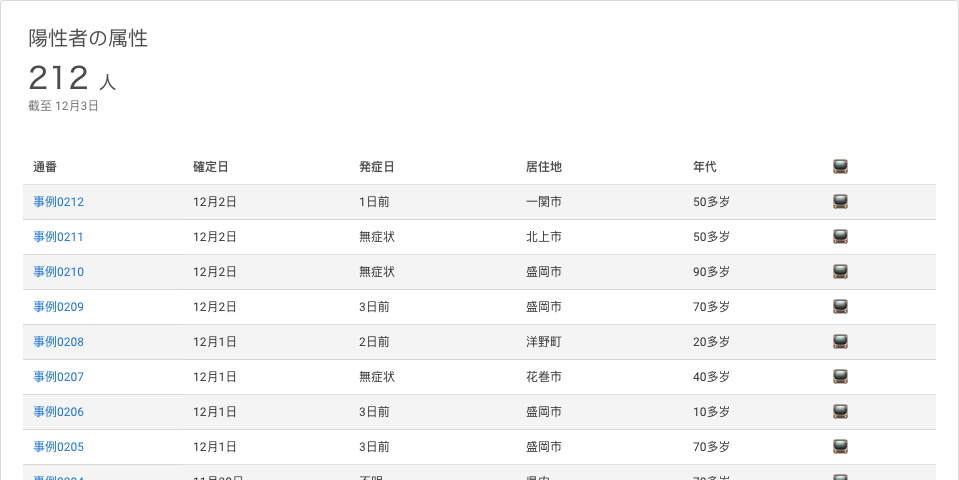 陽性者の属性
212 人
截至 12月3日
通番 確定日 発症日 居住地 年代
事例0212 12月2日 1日前 一関市 50多岁
事例0211 12月2日 無症状 北上市 50多岁
事例0210 12月2日 無症状 盛岡市 90多岁
事例0209 12月2日 3日前 盛岡市 70多岁
事例0208 12月1日 2日前 洋野町 20多岁
事例0207 12月1日 無症状 花巻市 40多岁
事例0206 12月1日 3日前 盛岡市 10多岁
事例0205 12月1日 3日前 盛岡市 70多岁